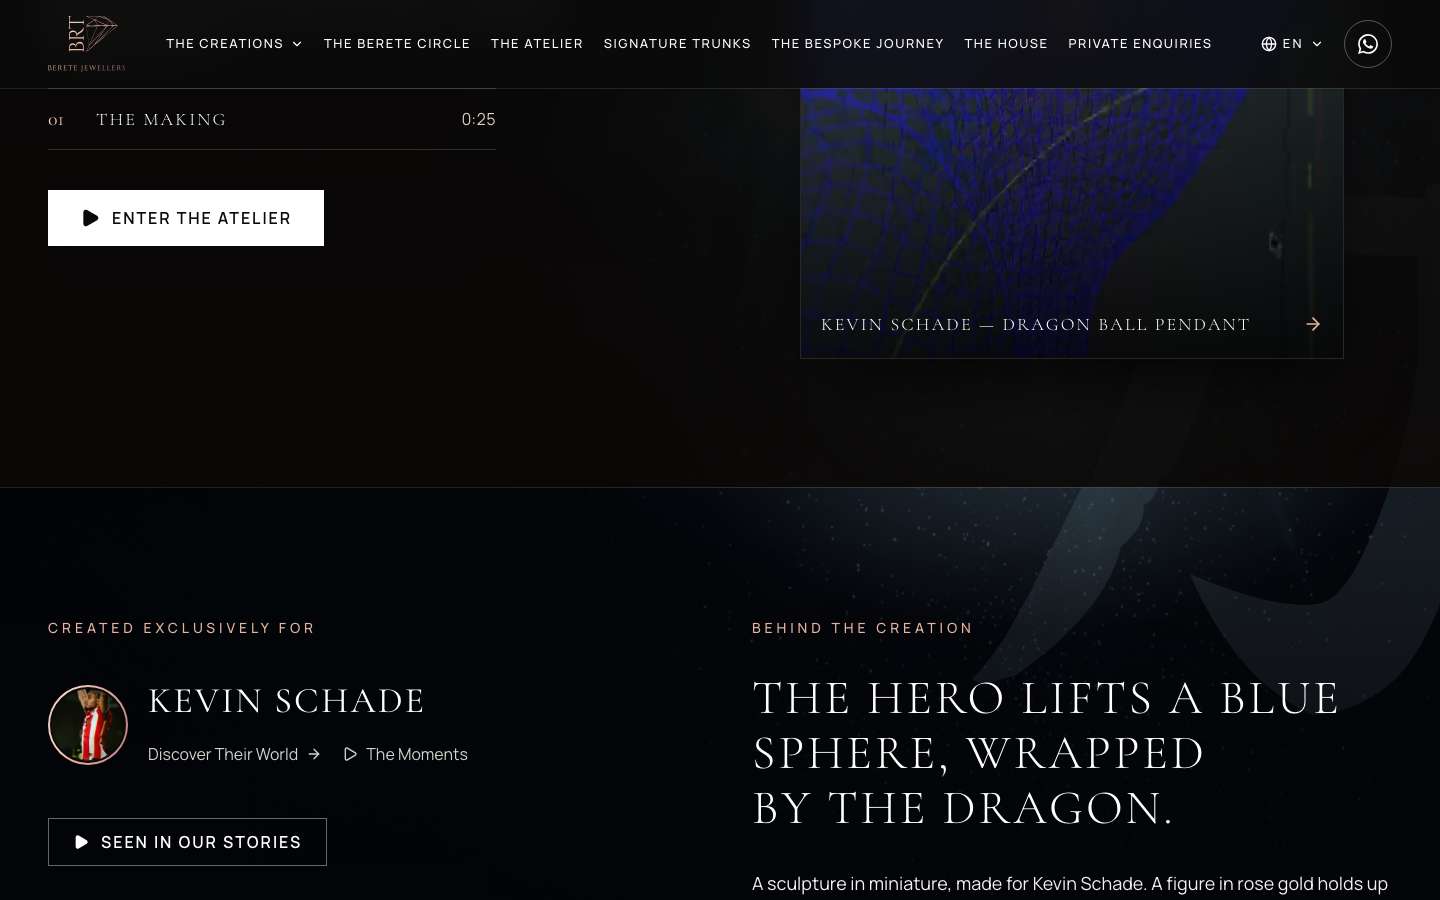 BRT
BERETE JEWELLERS
THE CREATIONS
THE BERETE CIRCLE
THE ATELIER
SIGNATURE TRUNKS
THE BESPOKE JOURNEY
THE HOUSE
PRIVATE ENQUIRIES
EN
01 THE MAKING 0:25
ENTER THE ATELIER
KEVIN SCHADE — DRAGON BALL PENDANT
CREATED EXCLUSIVELY FOR
KEVIN SCHADE
Discover Their World
The Moments
SEEN IN OUR STORIES
BEHIND THE CREATION
THE HERO LIFTS A BLUE
SPHERE, WRAPPED
BY THE DRAGON.
A sculpture in miniature, made for Kevin Schade. A figure in rose gold holds up